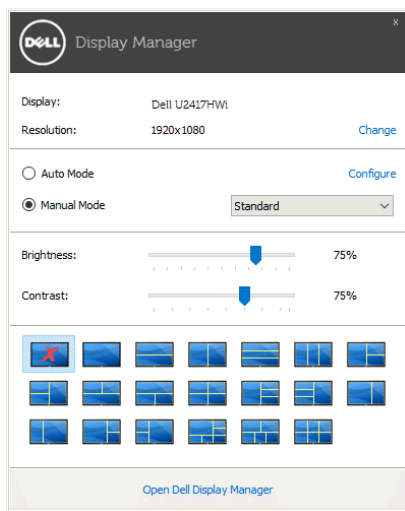 x
DELL Display Manager
Display: Dell U2417HWi
Resolution: 1920x1080 Change
Auto Mode Configure
Manual Mode Standard
Brightness: 75%
Contrast: 75%
Open Dell Display Manager